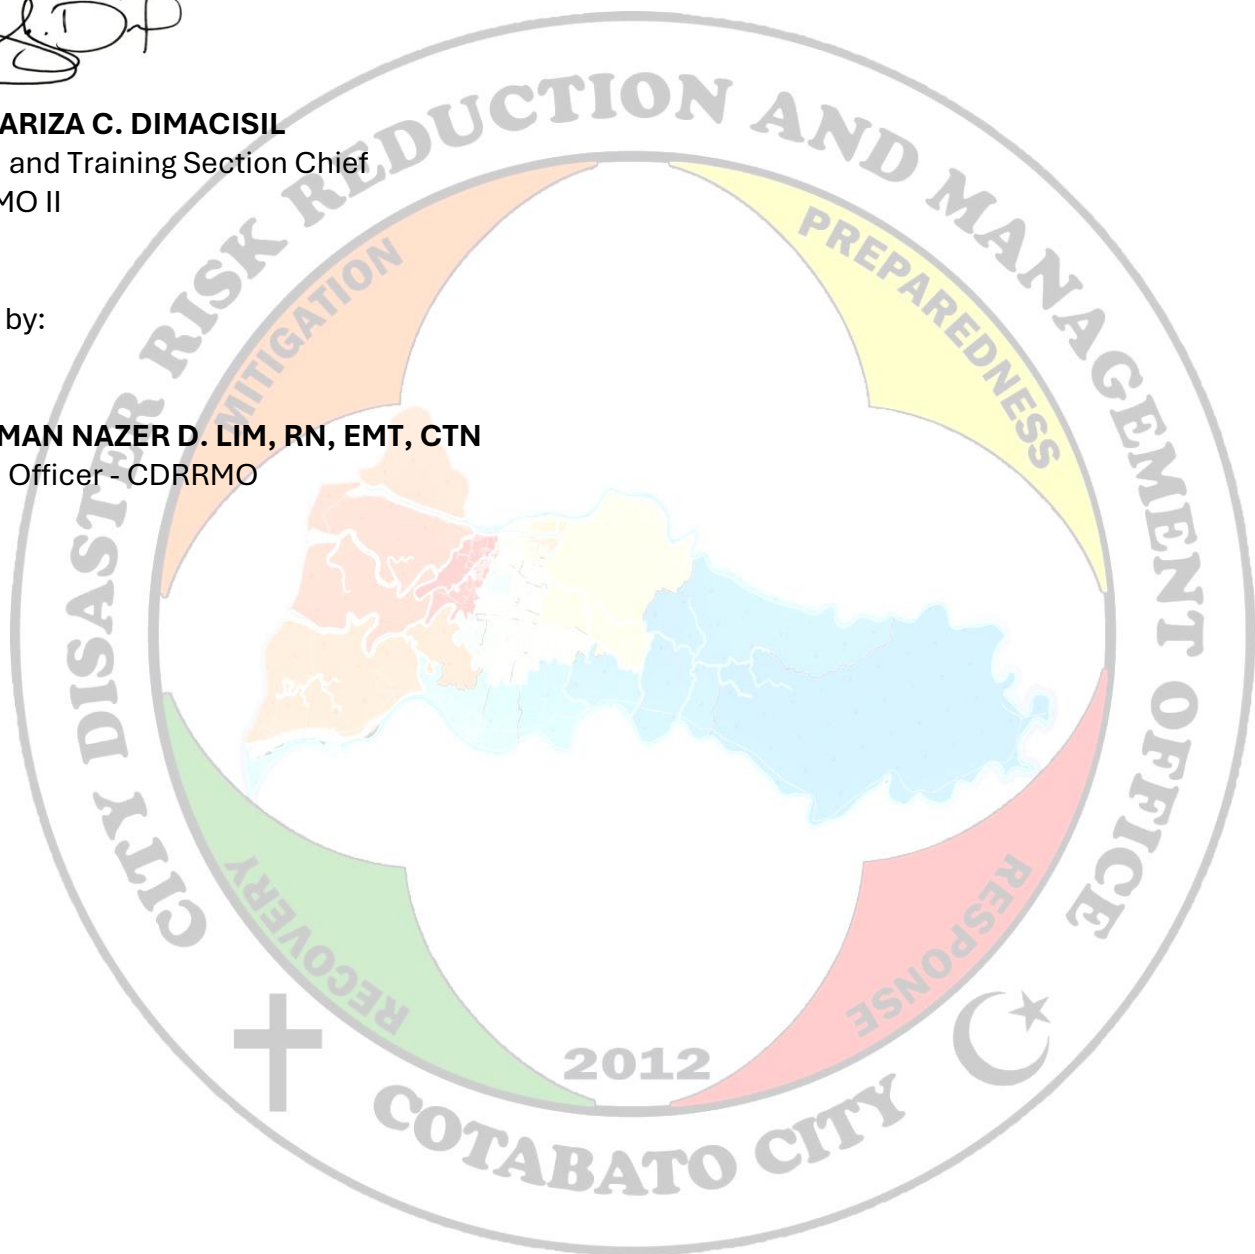 ARIZA C. DIMACISIL
and Training Section Chief
MO II
by:
MAN NAZER D. LIM, RN, EMT, CTN
Officer - CDRRMO
CITY DISASTER RISK REDUCTION AND MANAGEMENT OFFICE
MITIGATION
PREPAREDNESS
RECOVERY
RESPONSE
2012
COTABATO CITY